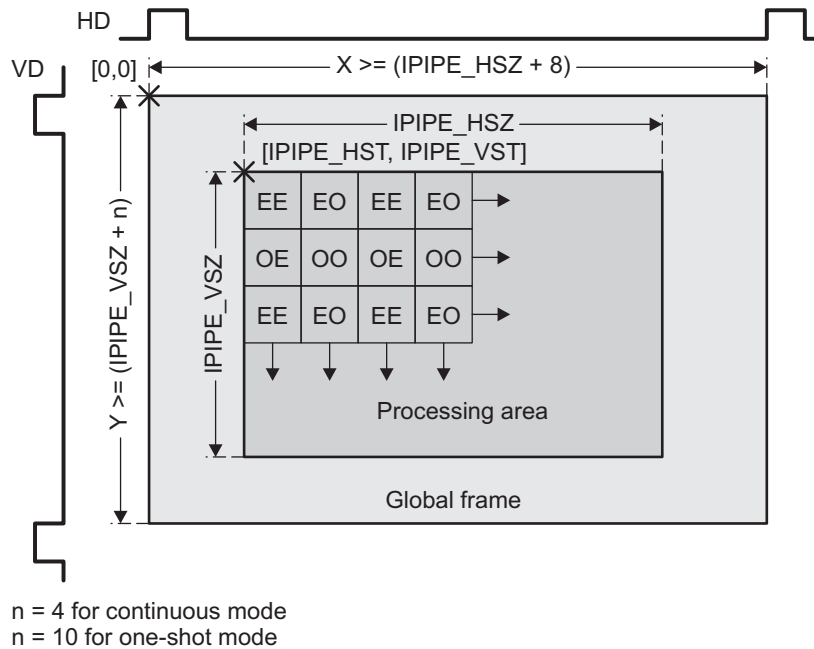 HD
VD
[0,0]
X >= (IPIPE_HSZ + 8)
IPIPE_HSZ
[IPIPE_HST, IPIPE_VST]
Y >= (IPIPE_VSZ + n)
IPIPE_VSZ
EE EO EE EO
OE OO OE OO
EE EO EE EO
Processing area
Global frame
n = 4 for continuous mode
n = 10 for one-shot mode